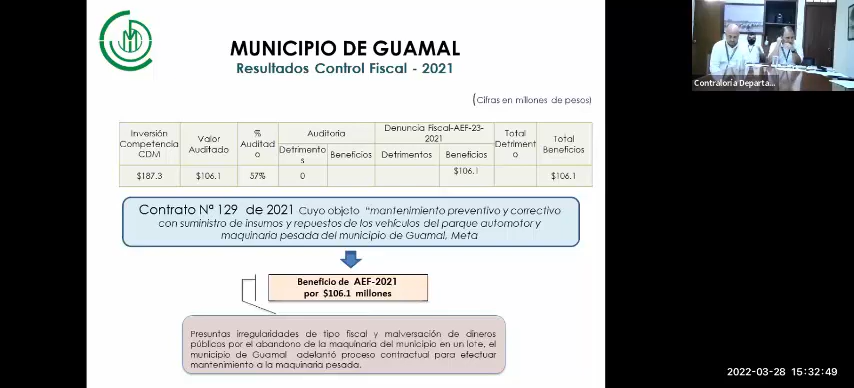 MUNICIPIO DE GUAMAL
Resultados Control Fiscal - 2021
(Cifras en millones de pesos)
Inversión Competencia CDM
Valor Auditado
% Auditad o
Auditoria
Detrimento s
Beneficios
Denuncia Fiscal-AEF-23-2021
Detrimentos
Beneficios
Total Detriment o
Total Beneficios
$187.3 $106.1 57% 0 $106.1 $106.1
Contrato Nª 129 de 2021 Cuyo objeto "mantenimiento preventivo y correctivo
con suministro de insumos y repuestos de los vehículos del parque automotor y
maquinaria pesada del municipio de Guamal, Meta
Beneficio de AEF-2021
por $106.1 millones
Presuntas irregularidades de tipo fiscal y malversación de dineros
públicos por el abandono de la maquinaria del municipio en un lote, el
municipio de Guamal adelantó proceso contractual para efectuar
mantenimiento a la maquinaria pesada.
Contraloría Departa...
2022-03-28 15:32:49